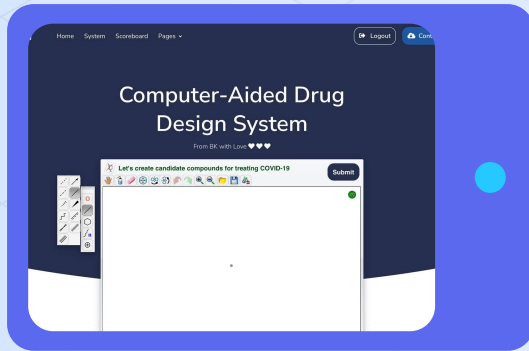 Home System Scoreboard Pages Logout
Computer-Aided Drug
Design System
From BK with Love
Let's create candidate compounds for treating COVID-19
Submit